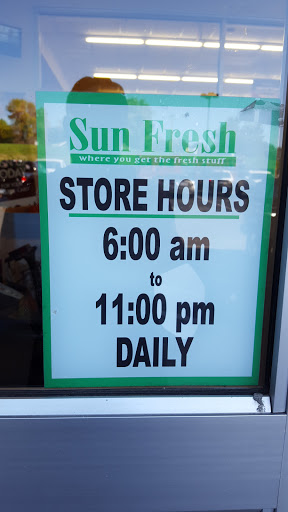 Sun Fresh
where you get the fresh stuff
STORE HOURS
6:00 am
to
11:00 pm
DAILY